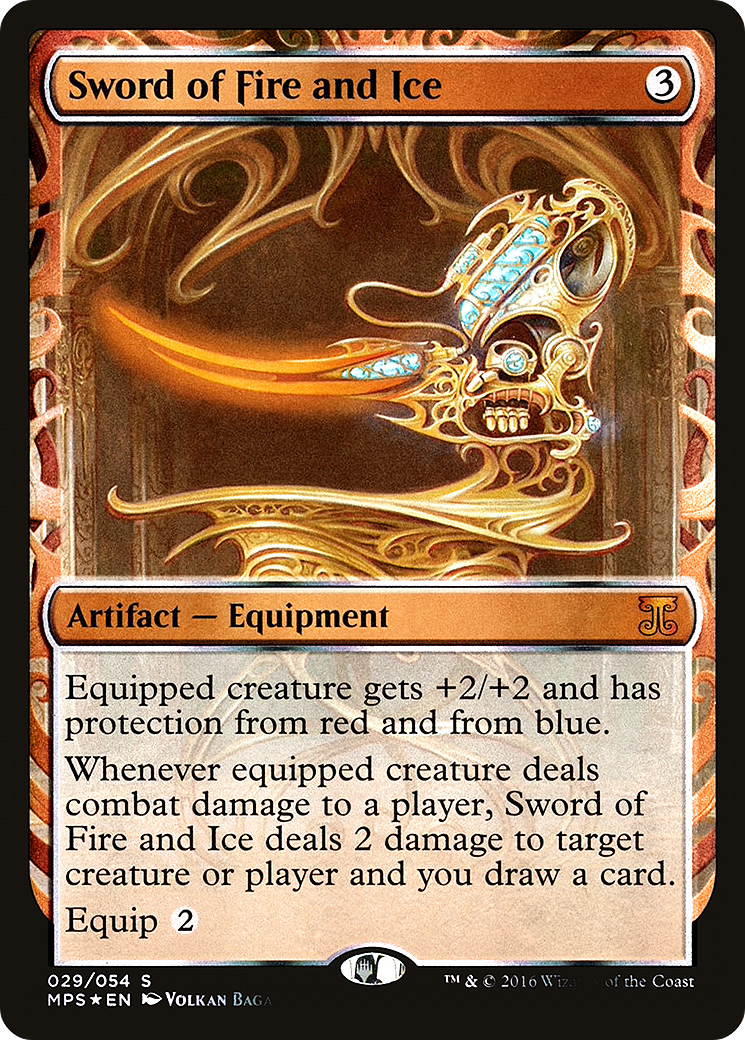 Sword of Fire and Ice 3
Artifact — Equipment
Equipped creature gets +2/+2 and has
protection from red and from blue.
Whenever equipped creature deals
combat damage to a player, Sword of
Fire and Ice deals 2 damage to target
creature or player and you draw a card.
Equip 2
029/054 S
MPS★EN Volkan Baga
™ & © 2016 Wizards of the Coast